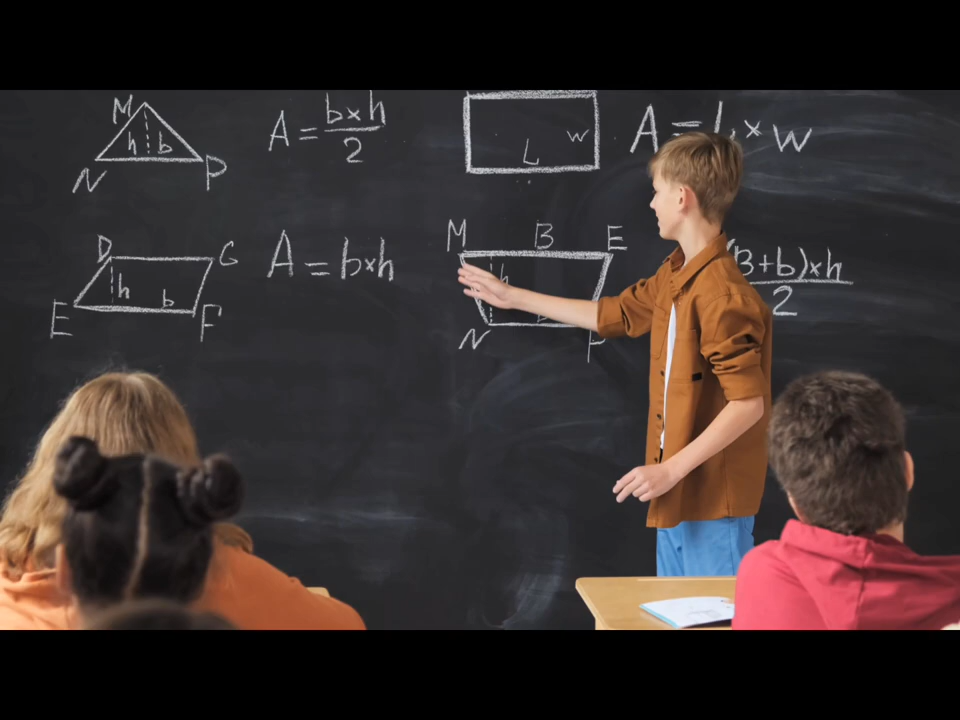 M
h b
N P
A = b×h/2
L w
A = L × w
D G
h b
E F
A = b×h
M B E
h
N P
(B+b)×h/2